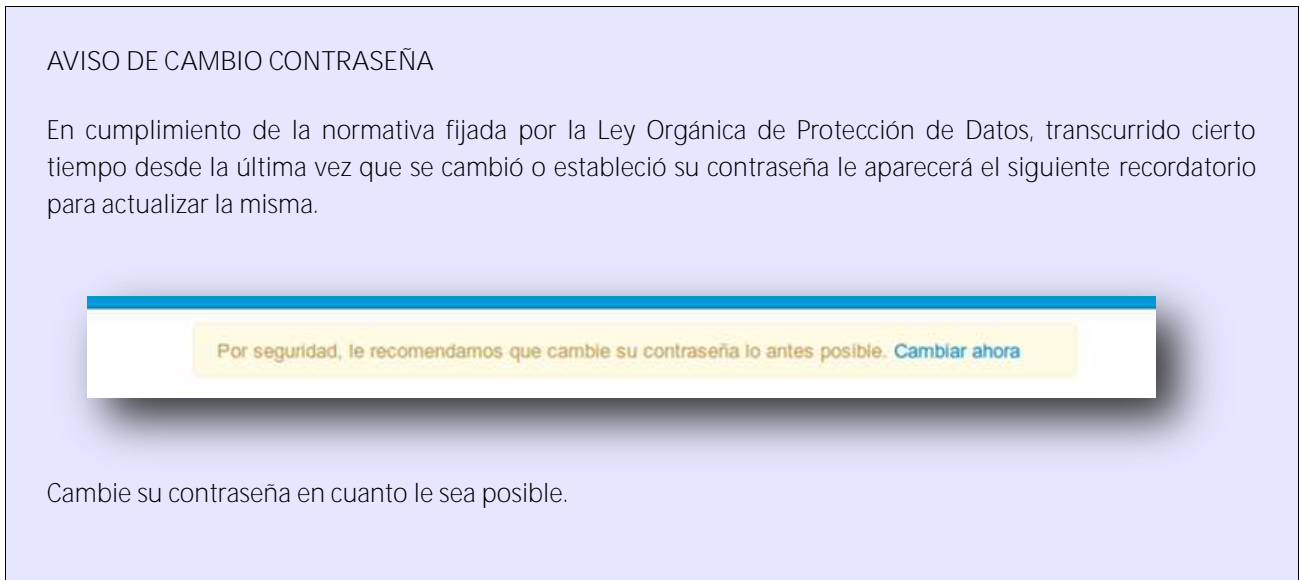 AVISO DE CAMBIO CONTRASEÑA
En cumplimiento de la normativa fijada por la Ley Orgánica de Protección de Datos, transcurrido cierto
tiempo desde la última vez que se cambió o estableció su contraseña le aparecerá el siguiente recordatorio
para actualizar la misma.
Por seguridad, le recomendamos que cambie su contraseña lo antes posible. Cambiar ahora
Cambie su contraseña en cuanto le sea posible.